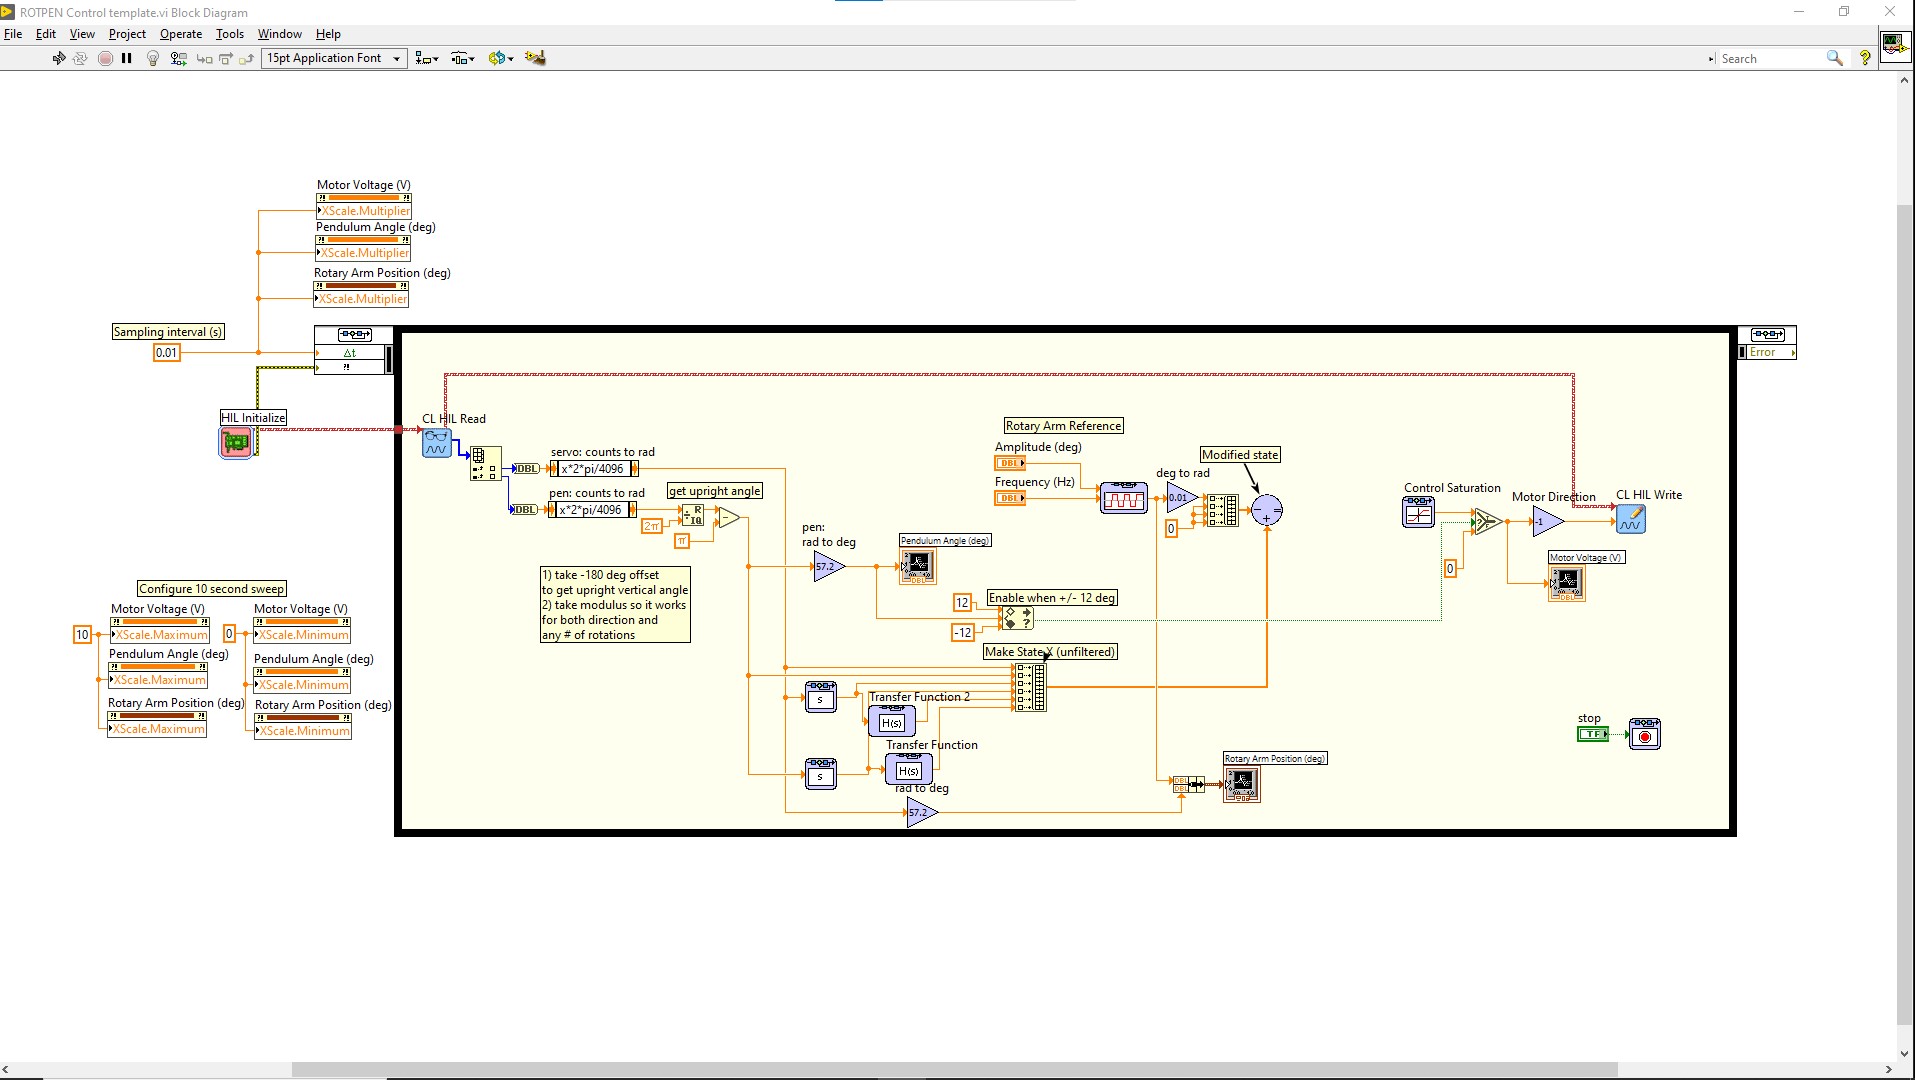 ROTPEN Control template.vi Block Diagram
File Edit View Project Operate Tools Window Help
15pt Application Font
Search
?
Motor Voltage (V)
XScale.Multiplier
Pendulum Angle (deg)
XScale.Multiplier
Rotary Arm Position (deg)
XScale.Multiplier
Sampling interval (s)
0.01
Δt
Error
HIL Initialize
CL HIL Read
servo: counts to rad
DBL
x*2*pi/4096
pen: counts to rad
DBL
x*2*pi/4096
get upright angle
R
IQ
2π
π
1) take -180 deg offset
to get upright vertical angle
2) take modulus so it works
for both direction and
any # of rotations
pen:
rad to deg
57.2
Pendulum Angle (deg)
DBL
Rotary Arm Reference
Amplitude (deg)
DBL
Frequency (Hz)
DBL
deg to rad
0.01
0
Modified state
Enable when +/- 12 deg
12
-12
Make State X (unfiltered)
s
Transfer Function 2
H(s)
Transfer Function
s
H(s)
rad to deg
57.2
DBL
DBL
Rotary Arm Position (deg)
Control Saturation
0
Motor Direction
-1
CL HIL Write
Motor Voltage (V)
DBL
stop
TF
Configure 10 second sweep
Motor Voltage (V)
10
XScale.Maximum
Pendulum Angle (deg)
XScale.Maximum
Rotary Arm Position (deg)
XScale.Maximum
Motor Voltage (V)
0
XScale.Minimum
Pendulum Angle (deg)
XScale.Minimum
Rotary Arm Position (deg)
XScale.Minimum